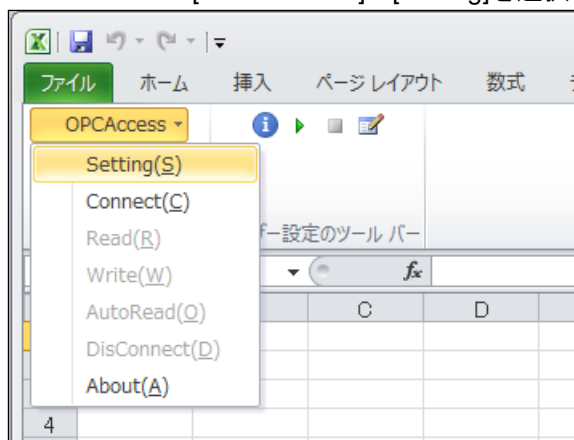 ファイル ホーム 挿入 ページ レイアウト 数式
OPCAccess
Setting(S)
Connect(C)
Read(R)
ー設定のツール バー
Write(W)
fx
AutoRead(O)
C D
DisConnect(D)
About(A)
4